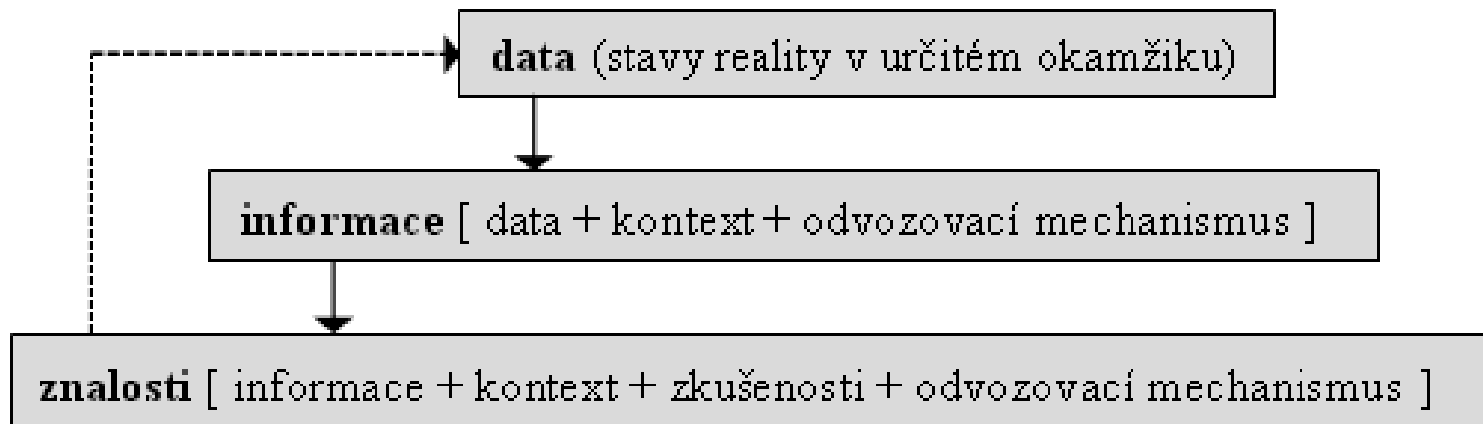 data (stavy reality v určitém okamžiku)
informace [ data + kontext + odvozovací mechanismus ]
znalosti [ informace + kontext + zkušenosti + odvozovací mechanismus ]